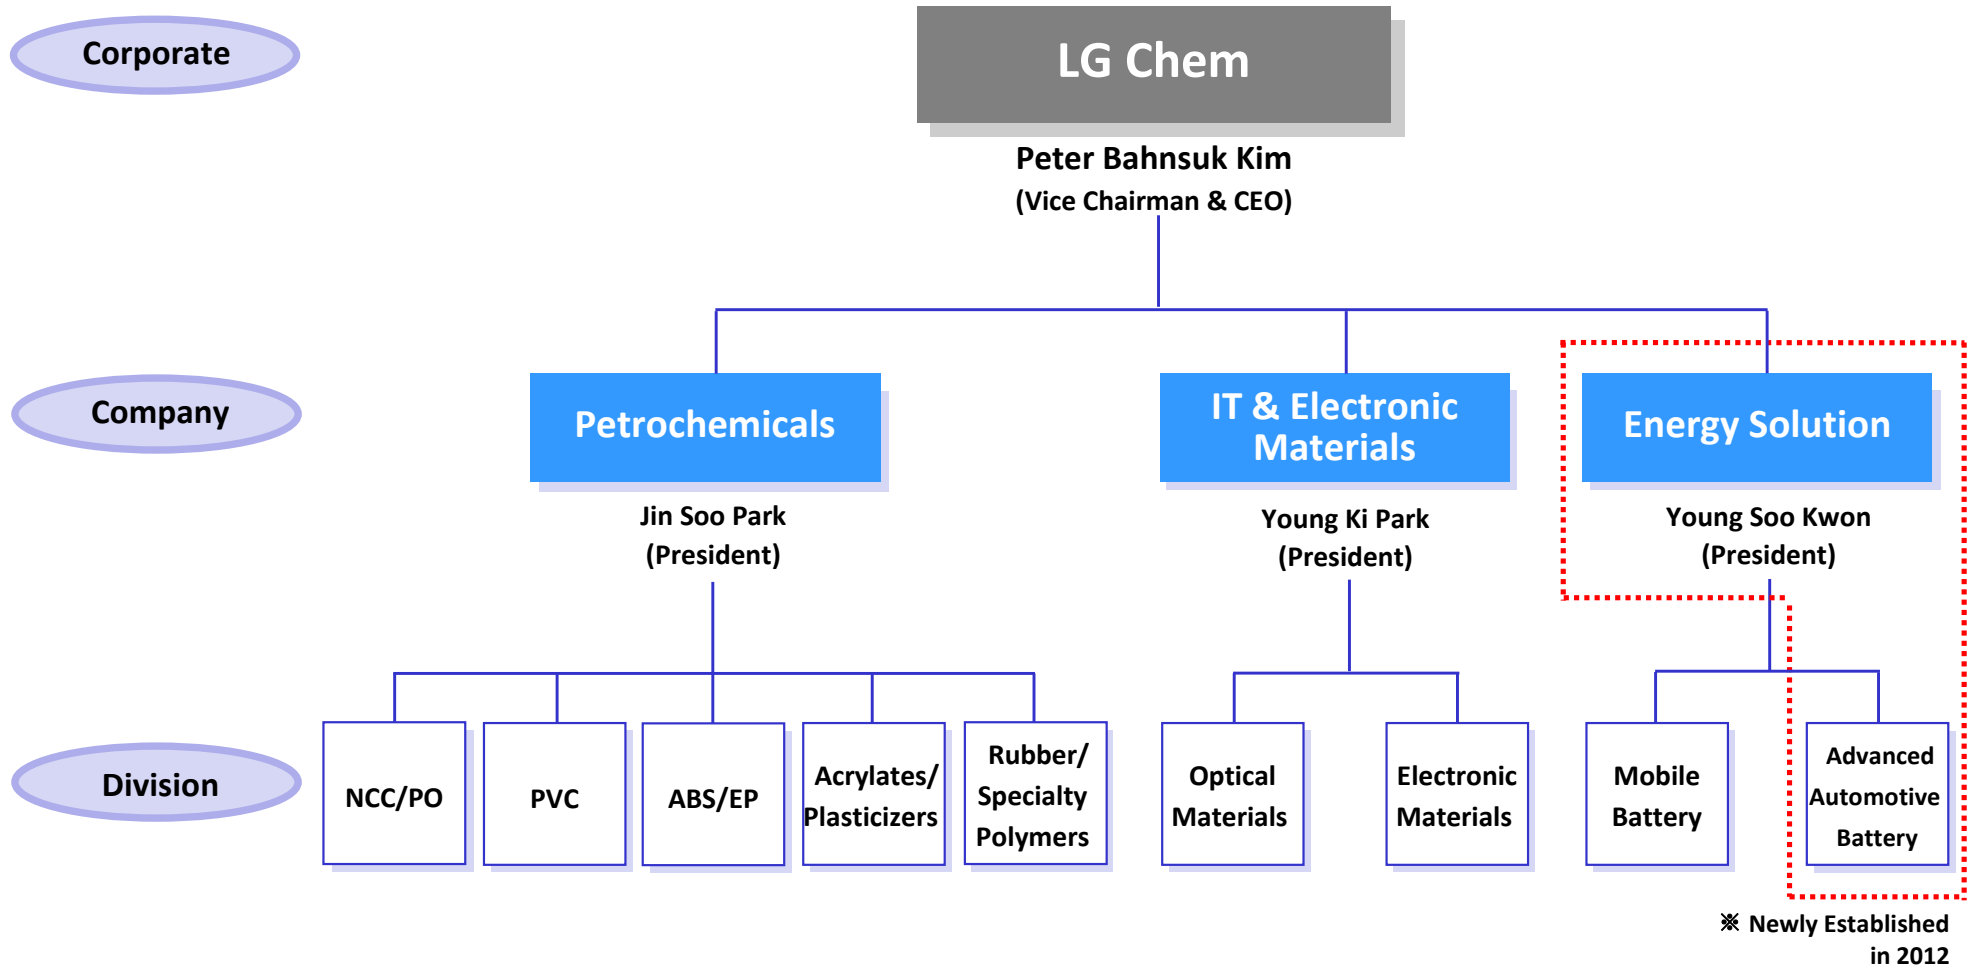 Corporate
LG Chem
Peter Bahnsuk Kim
(Vice Chairman & CEO)
Company
Petrochemicals
IT & Electronic
Materials
Energy Solution
Jin Soo Park
(President)
Young Ki Park
(President)
Young Soo Kwon
(President)
Division
NCC/PO
PVC
ABS/EP
Acrylates/
Plasticizers
Rubber/
Specialty
Polymers
Optical
Materials
Electronic
Materials
Mobile
Battery
Advanced
Automotive
Battery
※ Newly Established
in 2012